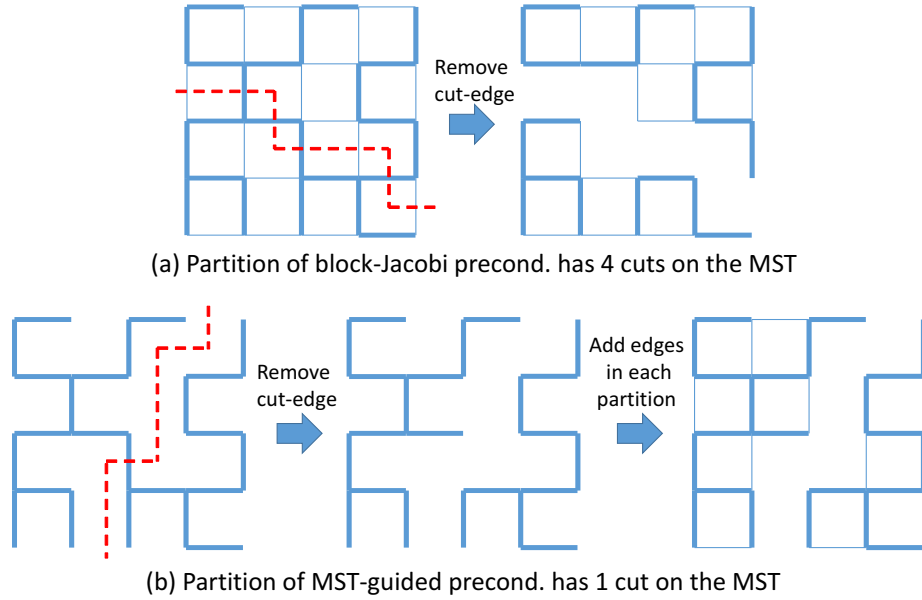 Remove
cut-edge
(a) Partition of block-Jacobi precond. has 4 cuts on the MST
Remove
cut-edge
Add edges
in each
partition
(b) Partition of MST-guided precond. has 1 cut on the MST